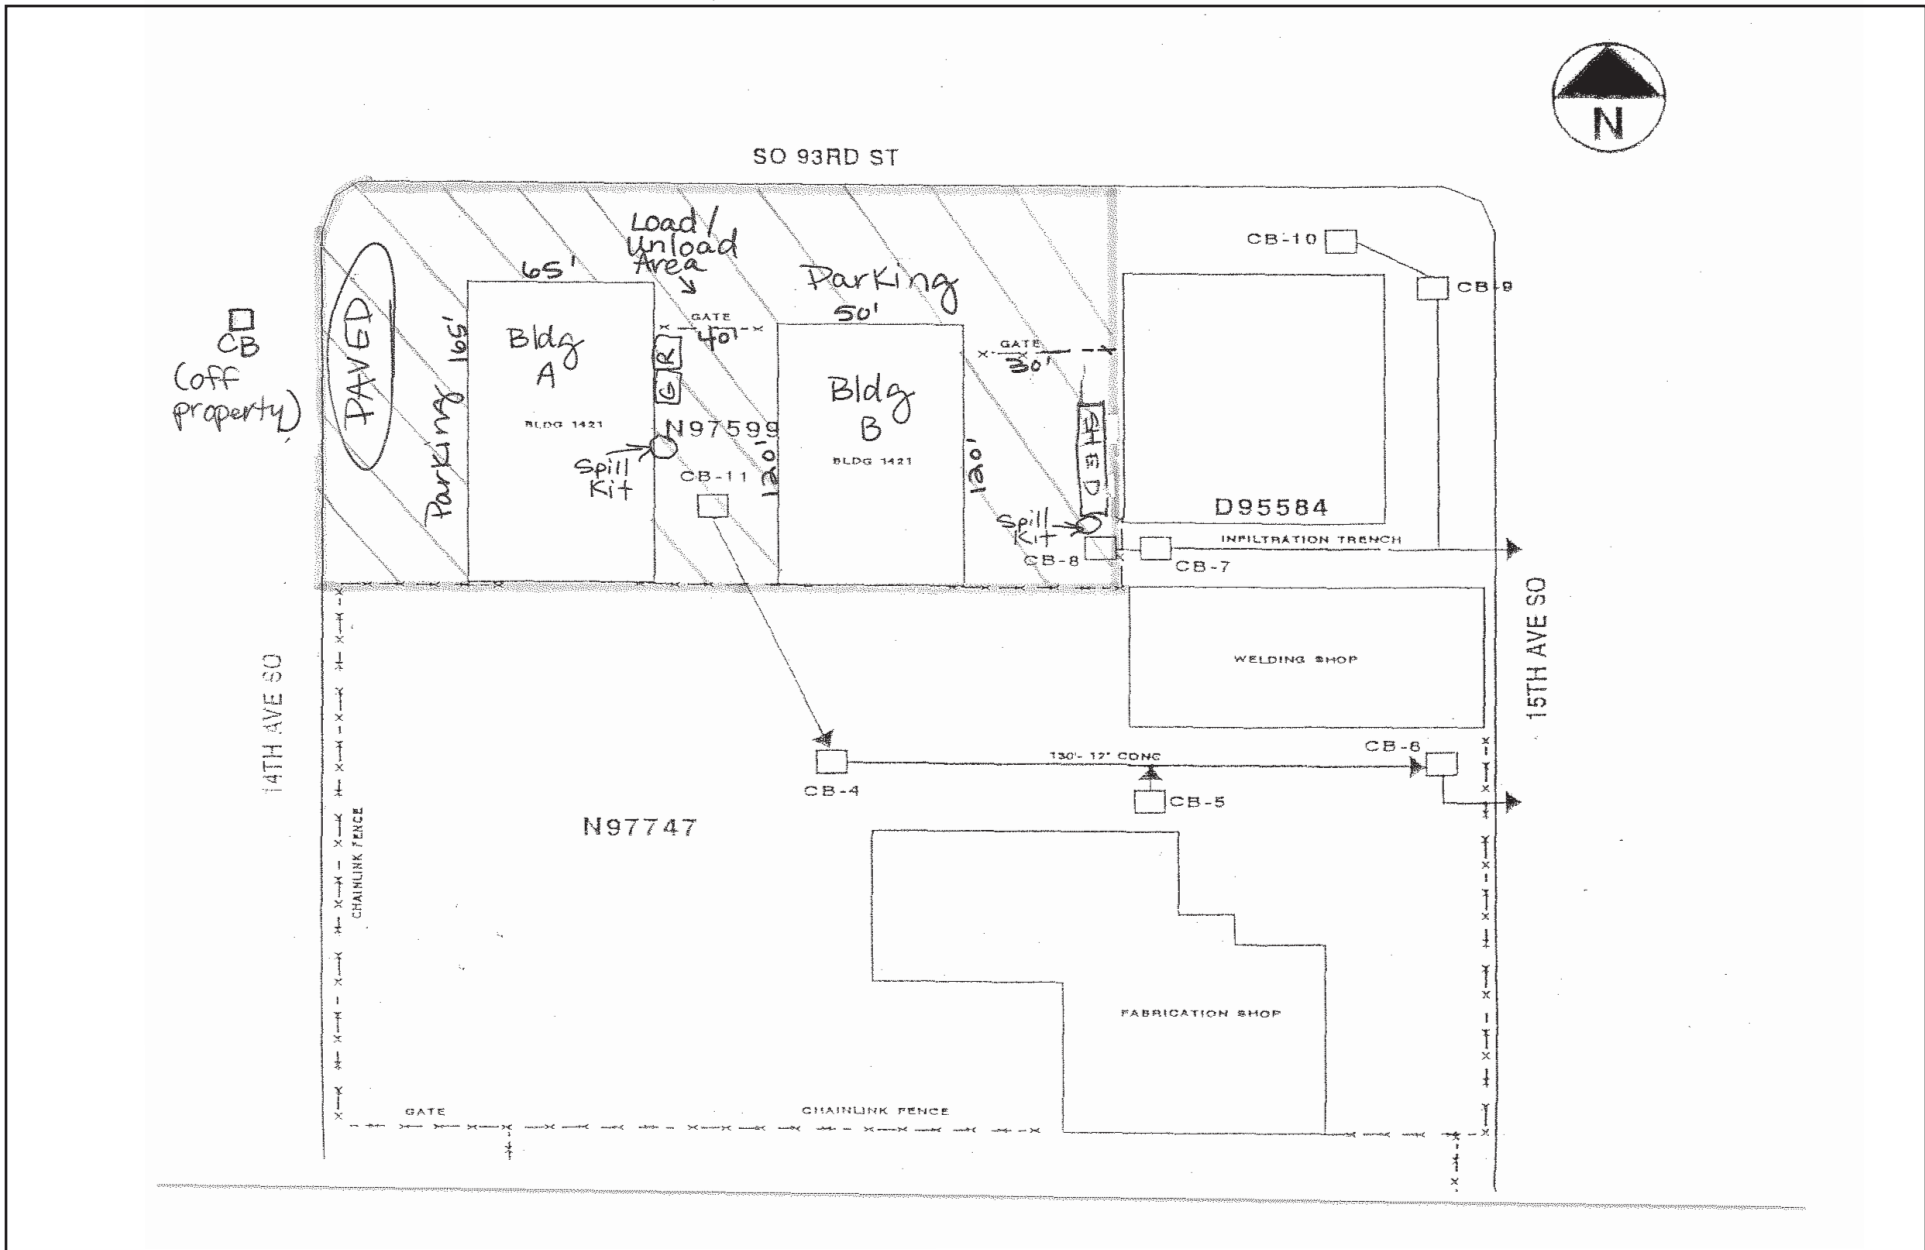 N
SO 93RD ST
Load/
Unload
Area
65'
Parking
50'
CB-10
CB-9
CB
(off
property)
PAVED
Parking
165'
Bldg
A
BLDG 1421
GATE
40'
R
G
N97599
Spill
Kit
CB-11
120'
Bldg
B
BLDG 1421
120'
GATE
30'
SHED
Spill
Kit
CB-8
CB-7
D95584
INFILTRATION TRENCH
WELDING SHOP
14TH AVE SO
15TH AVE SO
CB-4
130'- 12" CONC
CB-5
CB-6
N97747
CHAINLINK FENCE
FABRICATION SHOP
GATE
CHAINLINK FENCE